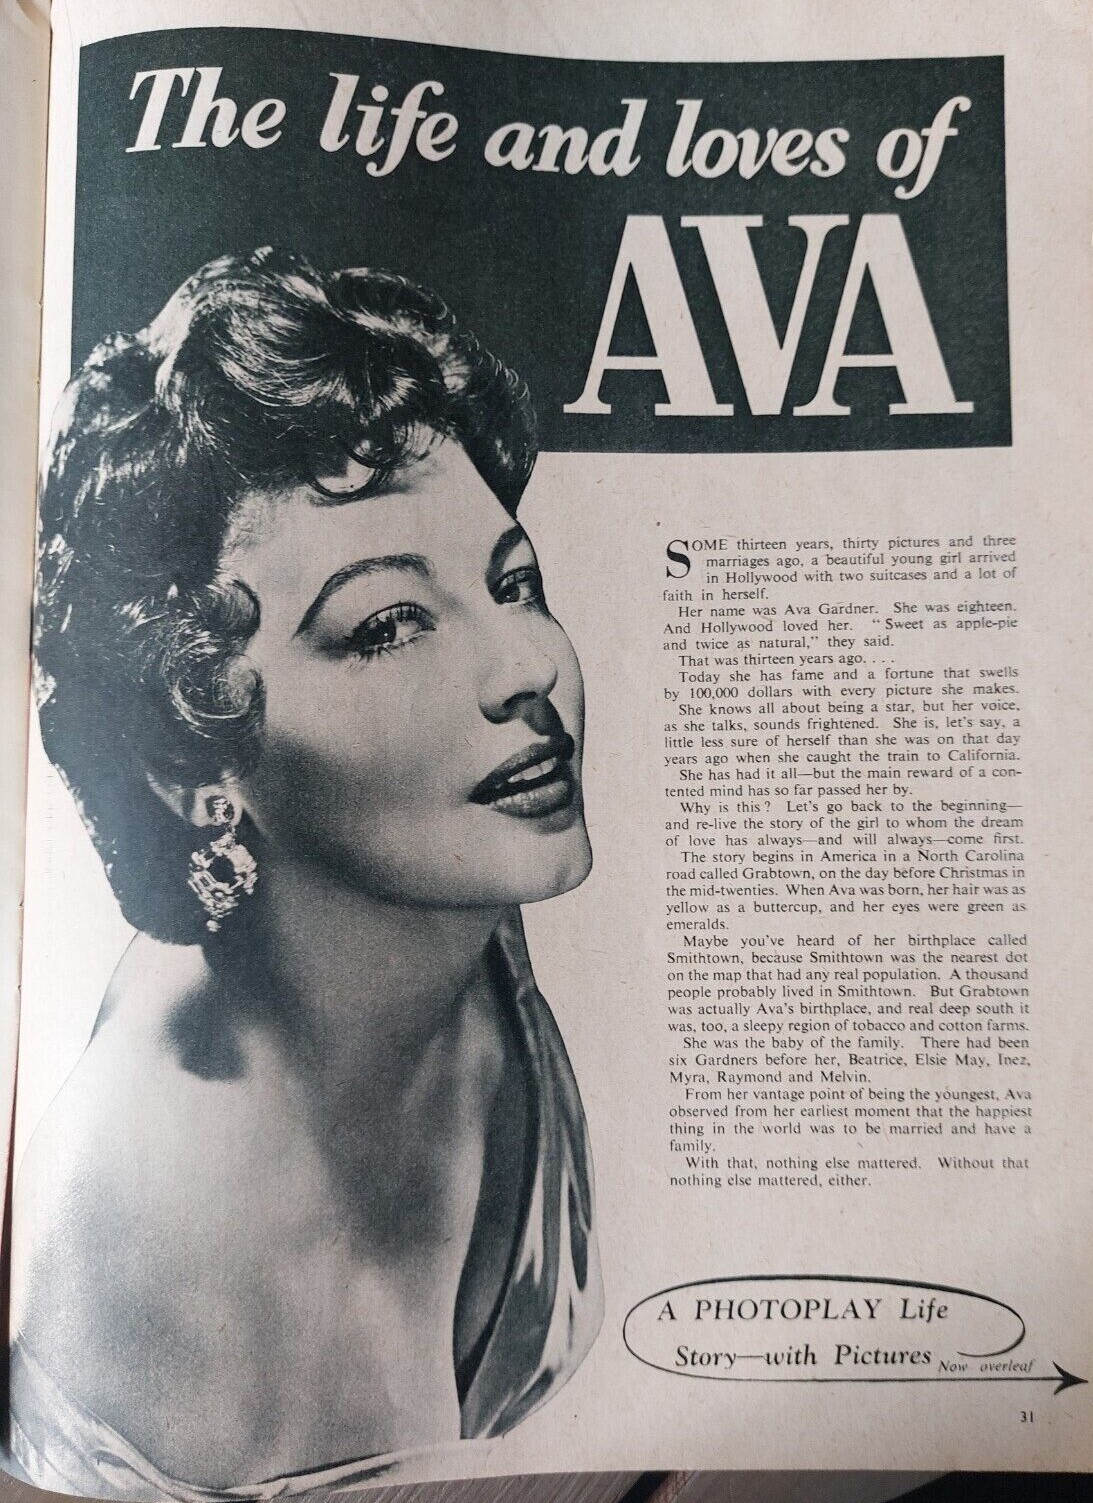 The life and loves of
AVA
SOME thirteen years, thirty pictures and three
marriages ago, a beautiful young girl arrived
in Hollywood with two suitcases and a lot of
faith in herself.
Her name was Ava Gardner. She was eighteen.
And Hollywood loved her. "Sweet as apple-pie
and twice as natural," they said.
That was thirteen years ago. . . .
Today she has fame and a fortune that swells
by 100,000 dollars with every picture she makes.
She knows all about being a star, but her voice,
as she talks, sounds frightened. She is, let's say, a
little less sure of herself than she was on that day
years ago when she caught the train to California.
She has had it all—but the main reward of a con-
tented mind has so far passed her by.
Why is this? Let's go back to the beginning—
and re-live the story of the girl to whom the dream
of love has always—and will always—come first.
The story begins in America in a North Carolina
road called Grabtown, on the day before Christmas in
the mid-twenties. When Ava was born, her hair was as
yellow as a buttercup, and her eyes were green as
emeralds.
Maybe you've heard of her birthplace called
Smithtown, because Smithtown was the nearest dot
on the map that had any real population. A thousand
people probably lived in Smithtown. But Grabtown
was actually Ava's birthplace, and real deep south it
was, too, a sleepy region of tobacco and cotton farms.
She was the baby of the family. There had been
six Gardners before her, Beatrice, Elsie May, Inez,
Myra, Raymond and Melvin.
From her vantage point of being the youngest, Ava
observed from her earliest moment that the happiest
thing in the world was to be married and have a
family.
With that, nothing else mattered. Without that
nothing else mattered, either.
A PHOTOPLAY Life
Story—with Pictures
Now overleaf
31